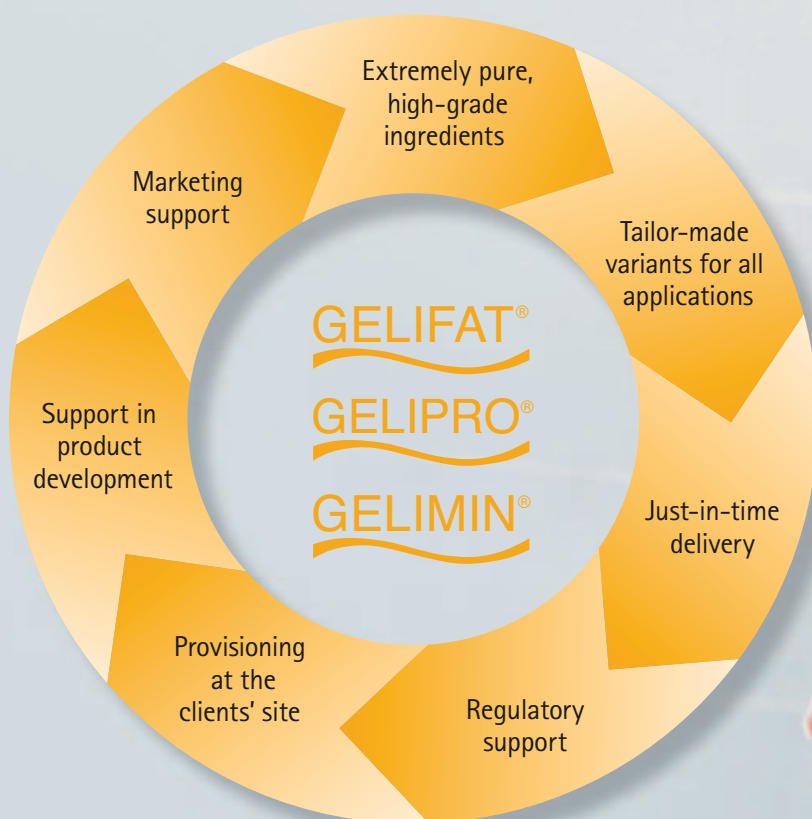 Extremely pure,
high-grade
ingredients
Tailor-made
variants for all
applications
Just-in-time
delivery
Regulatory
support
Provisioning
at the
clients' site
Support in
product
development
Marketing
support
GELIFAT®
GELIPRO®
GELIMIN®